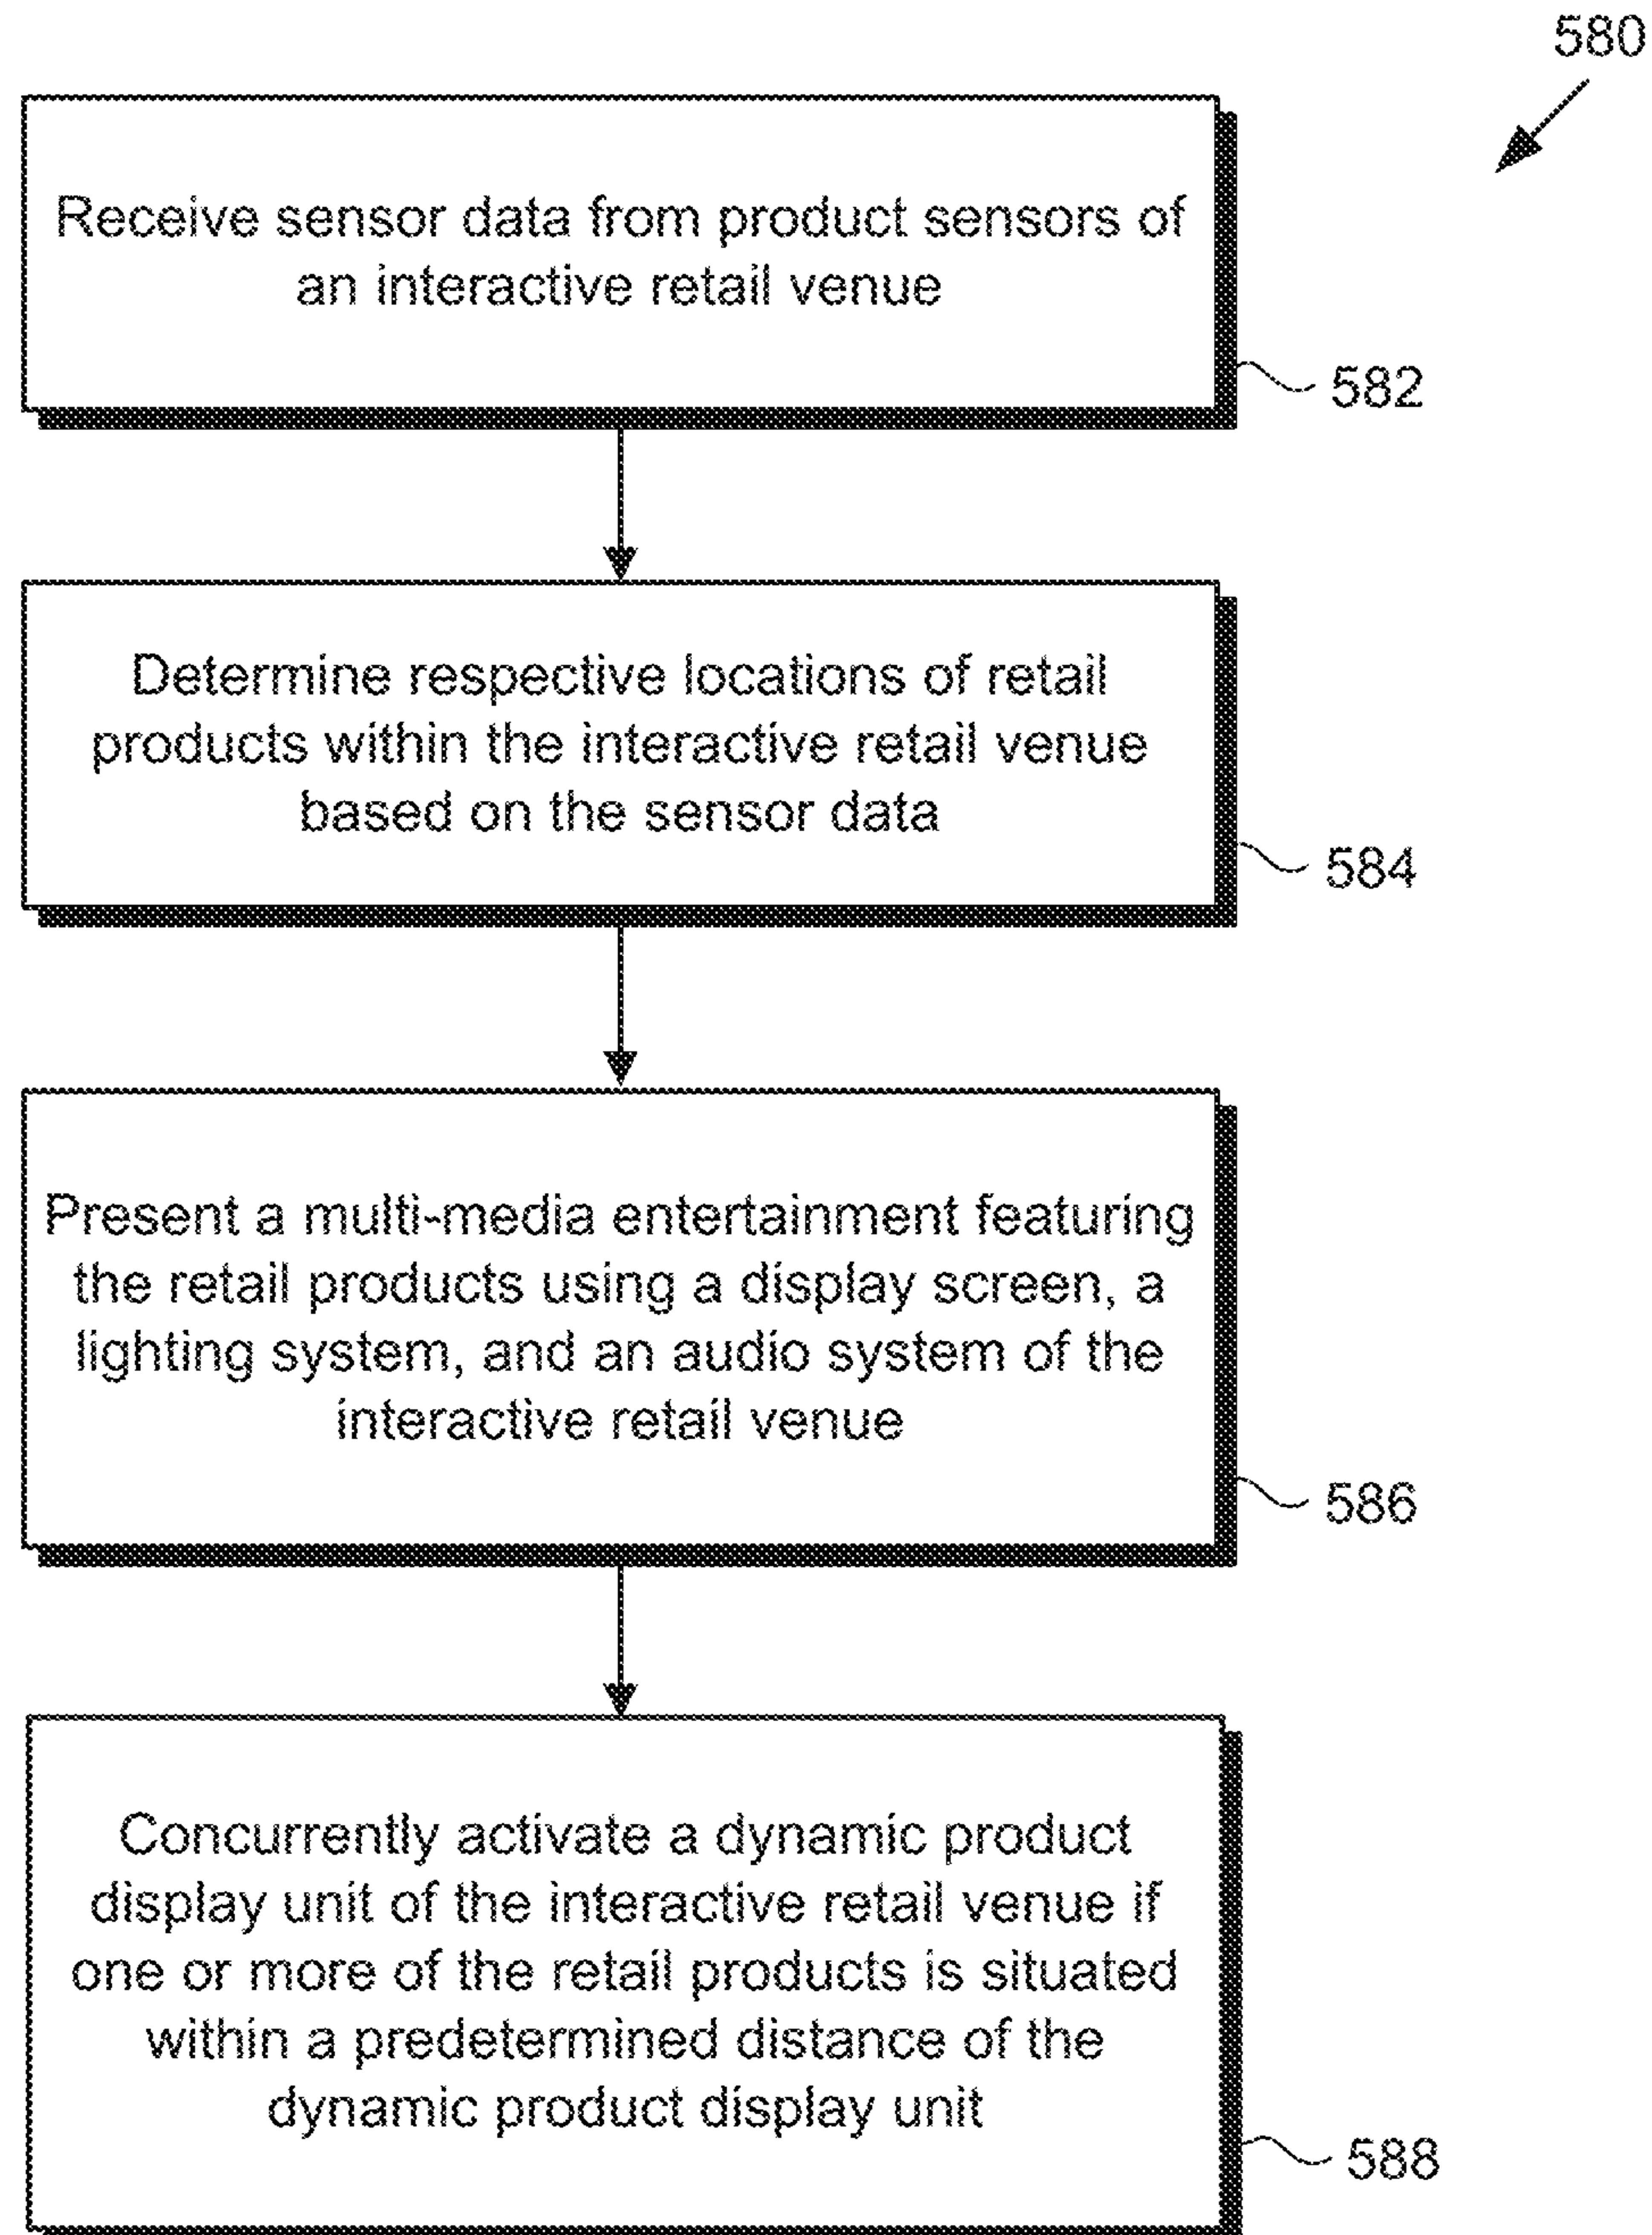 580
Receive sensor data from product sensors of
an interactive retail venue
582
Determine respective locations of retail
products within the interactive retail venue
based on the sensor data
584
Present a multi-media entertainment featuring
the retail products using a display screen, a
lighting system, and an audio system of the
interactive retail venue
586
Concurrently activate a dynamic product
display unit of the interactive retail venue if
one or more of the retail products is situated
within a predetermined distance of the
dynamic product display unit
588